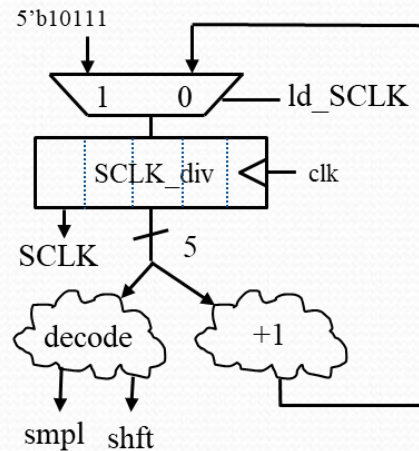 5’b10111
1 0
ld_SCLK
SCLK_div
clk
SCLK
5
decode
+1
smpl shft